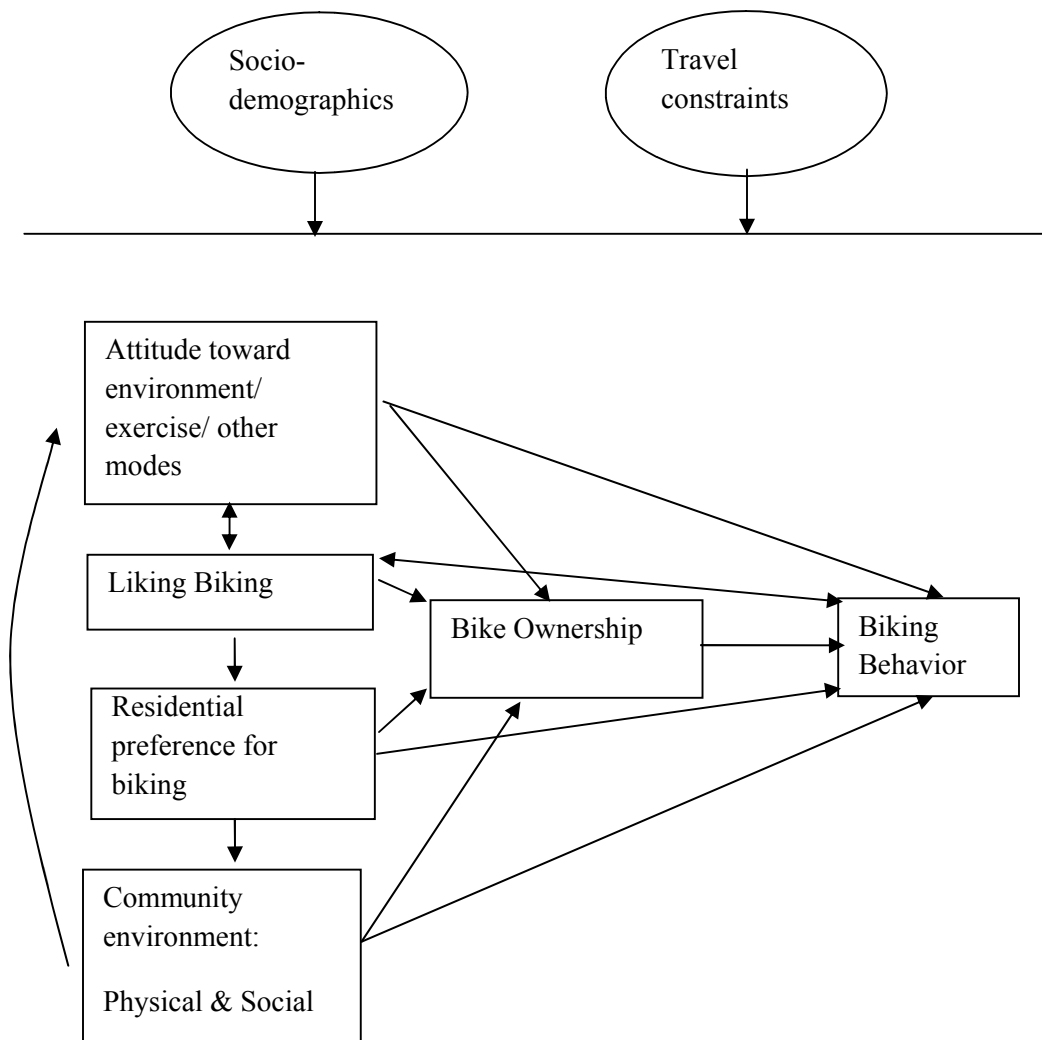 Socio-
demographics
Travel
constraints
Attitude toward
environment/
exercise/ other
modes
Liking Biking
Bike Ownership
Biking
Behavior
Residential
preference for
biking
Community
environment:
Physical & Social